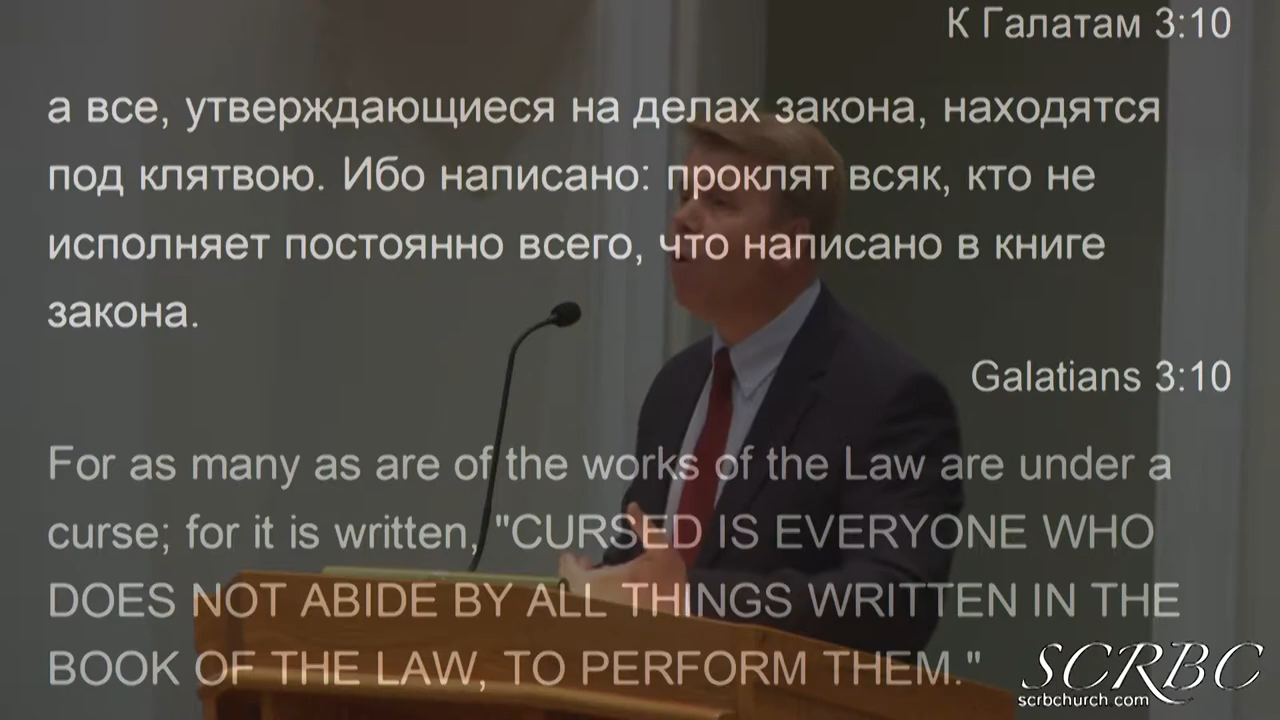 К Галатам 3:10
а все, утверждающиеся на делах закона, находятся
под клятвою. Ибо написано: проклят всяк, кто не
исполняет постоянно всего, что написано в книге
закона.
Galatians 3:10
For as many as are of the works of the Law are under a
curse; for it is written, "CURSED IS EVERYONE WHO
DOES NOT ABIDE BY ALL THINGS WRITTEN IN THE
BOOK OF THE LAW, TO PERFORM THEM."
SCRBC
scrbchurch.com